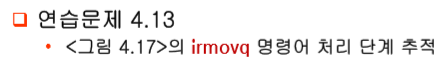 연습문제 4.13
• <그림 4.17>의 irmovq 명령어 처리 단계 추적